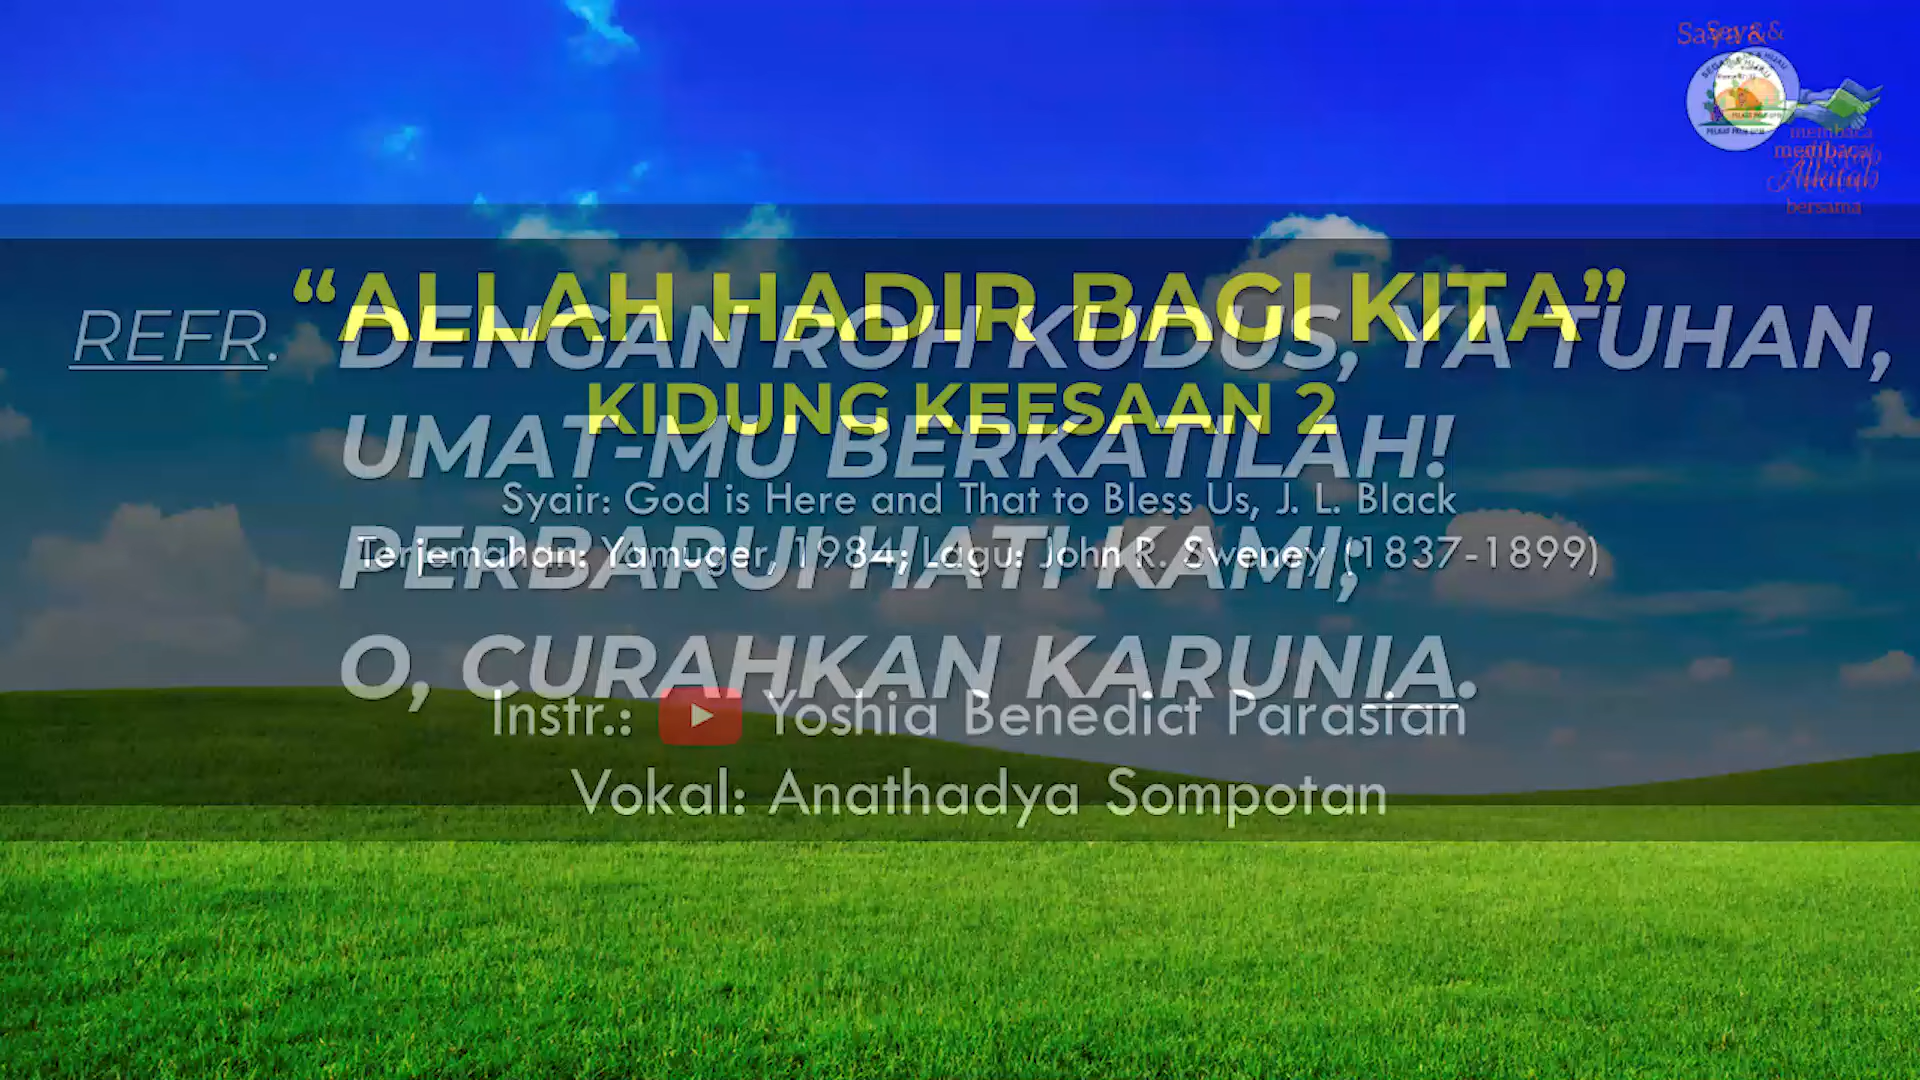 “ALLAH HADIR BAGI KITA”
KIDUNG KEESAAN 2
Syair: God is Here and That to Bless Us, J. L. Black
Terjemahan: Yamuger, 1984; Lagu: John R. Sweney (1837-1899)
Instr.: Yoshia Benedict Parasian
Vokal: Anathadya Sompotan
REFR. DENGAN ROH KUDUS, YA TUHAN,
UMAT-MU BERKATILAH!
PERBARUI HATI KAMI;
O, CURAHKAN KARUNIA.
Saya &
membaca
Alkitab
bersama